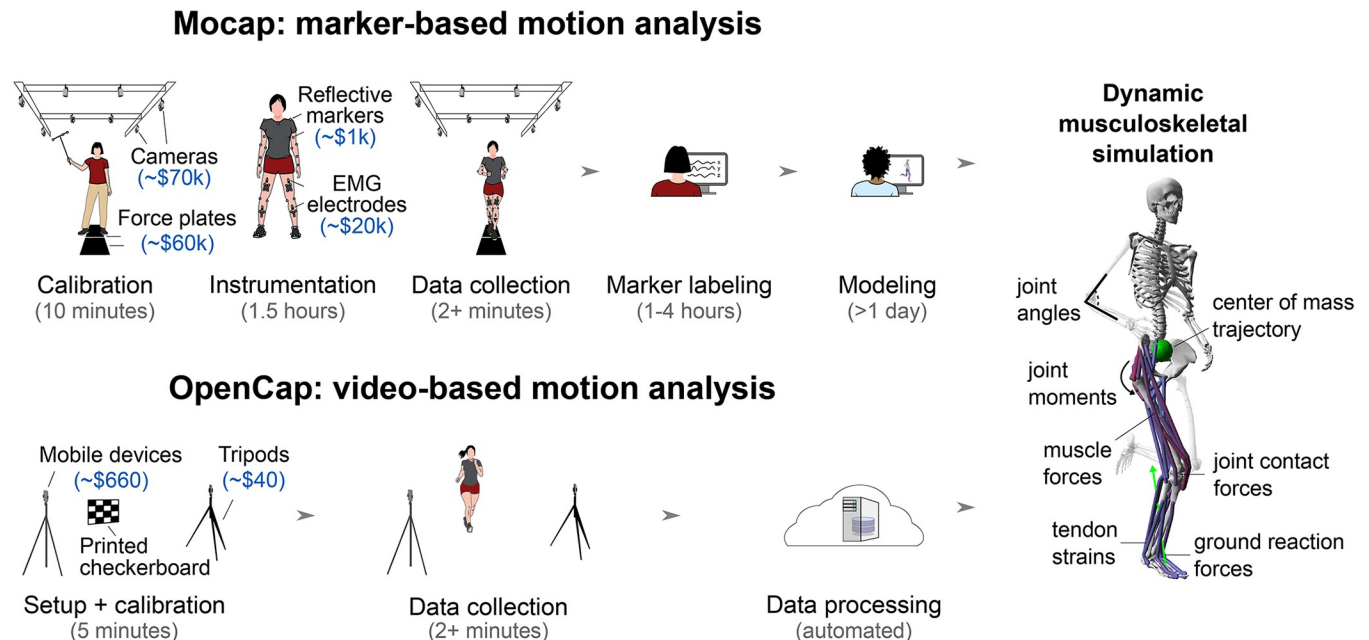 Mocap: marker-based motion analysis
Cameras
(~$70k)
Force plates
(~$60k)
Calibration
(10 minutes)
Reflective
markers
(~$1k)
EMG
electrodes
(~$20k)
Instrumentation
(1.5 hours)
Data collection
(2+ minutes)
Marker labeling
(1-4 hours)
Modeling
(>1 day)
OpenCap: video-based motion analysis
Mobile devices
(~$660)
Tripods
(~$40)
Printed
checkerboard
Setup + calibration
(5 minutes)
Data collection
(2+ minutes)
Data processing
(automated)
Dynamic
musculoskeletal
simulation
joint
angles
center of mass
trajectory
joint
moments
muscle
forces
joint contact
forces
tendon
strains
ground reaction
forces